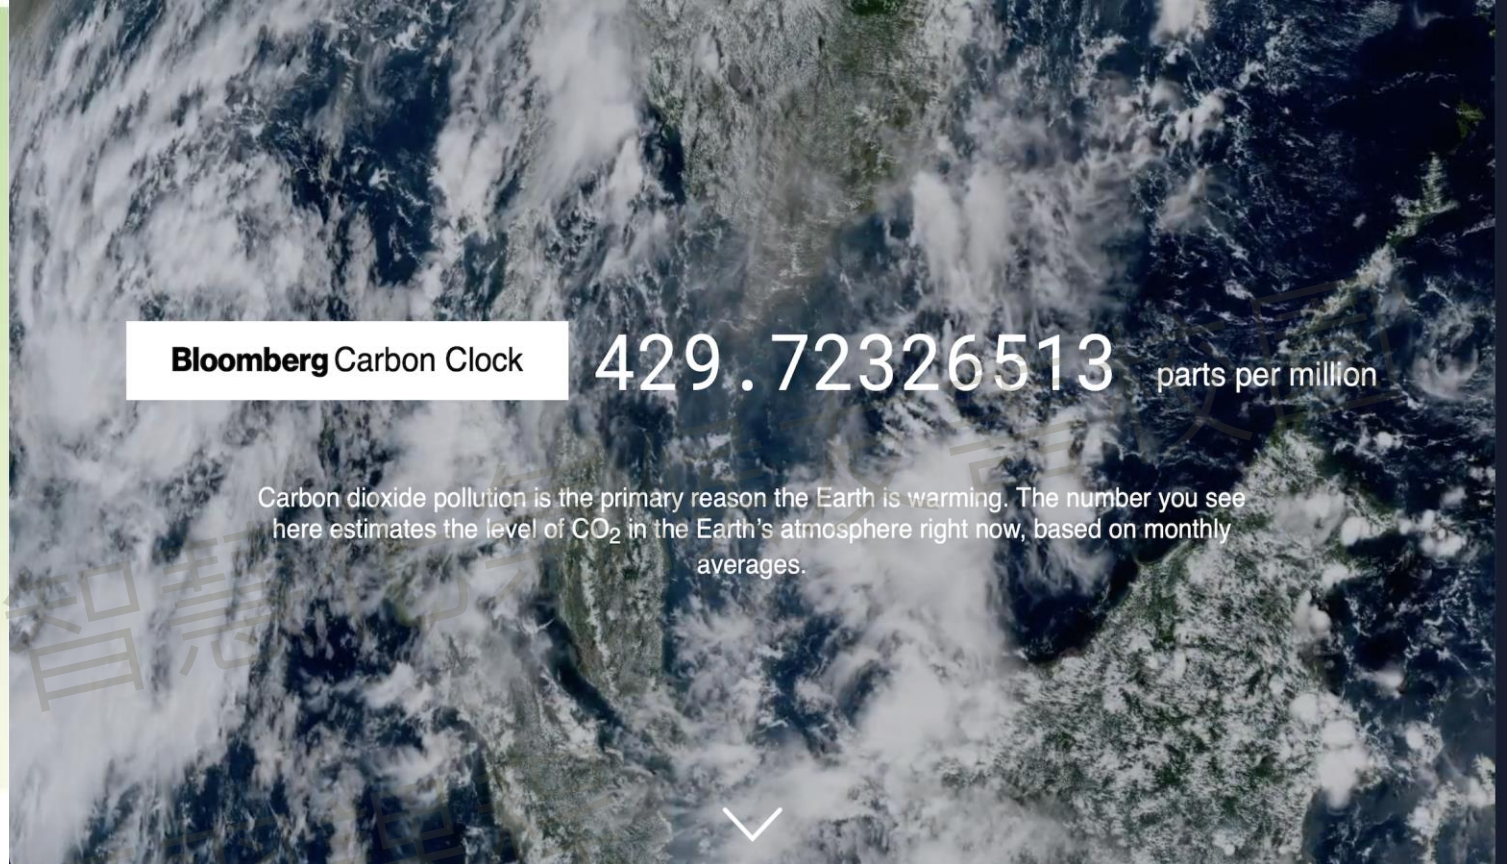 Bloomberg Carbon Clock
429.72326513 parts per million
Carbon dioxide pollution is the primary reason the Earth is warming. The number you see
here estimates the level of CO₂ in the Earth's atmosphere right now, based on monthly
averages.
智慧